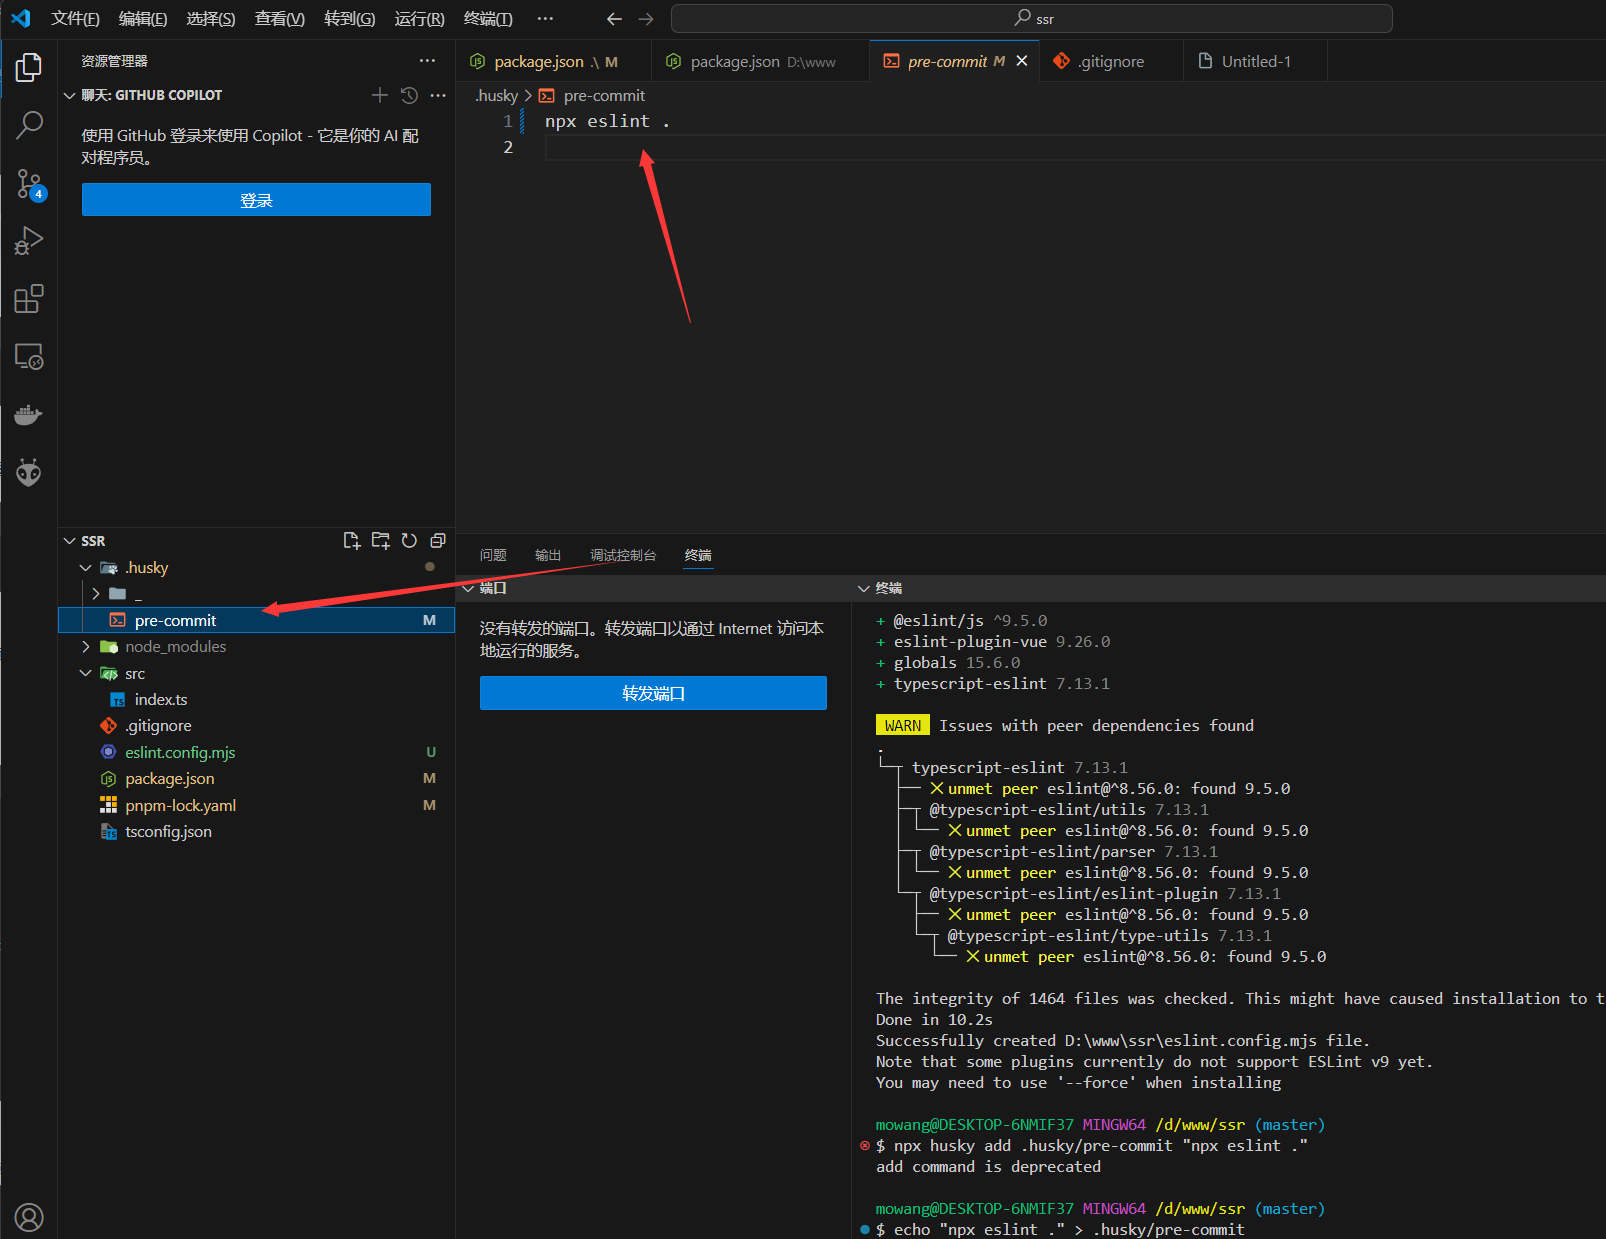 文件(F) 编辑(E) 选择(S) 查看(V) 转到(G) 运行(R) 终端(T) ··· ssr
资源管理器
聊天: GITHUB COPILOT
使用 GitHub 登录来使用 Copilot - 它是你的 AI 配
对程序员。
登录
SSR
.husky
_
pre-commit M
node_modules
src
index.ts
.gitignore
eslint.config.mjs U
package.json M
pnpm-lock.yaml M
tsconfig.json
4
package.json .\ M package.json D:\www pre-commit M .gitignore Untitled-1
.husky > pre-commit
1 npx eslint .
2
问题 输出 调试控制台 终端
端口
没有转发的端口。转发端口以通过 Internet 访问本
地运行的服务。
转发端口
终端
+ @eslint/js ^9.5.0
+ eslint-plugin-vue 9.26.0
+ globals 15.6.0
+ typescript-eslint 7.13.1
WARN Issues with peer dependencies found
.
└─┬ typescript-eslint 7.13.1
├── ✕ unmet peer eslint@^8.56.0: found 9.5.0
├─┬ @typescript-eslint/utils 7.13.1
│ └── ✕ unmet peer eslint@^8.56.0: found 9.5.0
├─┬ @typescript-eslint/parser 7.13.1
│ └── ✕ unmet peer eslint@^8.56.0: found 9.5.0
└─┬ @typescript-eslint/eslint-plugin 7.13.1
├── ✕ unmet peer eslint@^8.56.0: found 9.5.0
└─┬ @typescript-eslint/type-utils 7.13.1
└── ✕ unmet peer eslint@^8.56.0: found 9.5.0
The integrity of 1464 files was checked. This might have caused installation to t
Done in 10.2s
Successfully created D:\www\ssr\eslint.config.mjs file.
Note that some plugins currently do not support ESLint v9 yet.
You may need to use '--force' when installing
mowang@DESKTOP-6NMIF37 MINGW64 /d/www/ssr (master)
$ npx husky add .husky/pre-commit "npx eslint ."
add command is deprecated
mowang@DESKTOP-6NMIF37 MINGW64 /d/www/ssr (master)
$ echo "npx eslint ." > .husky/pre-commit